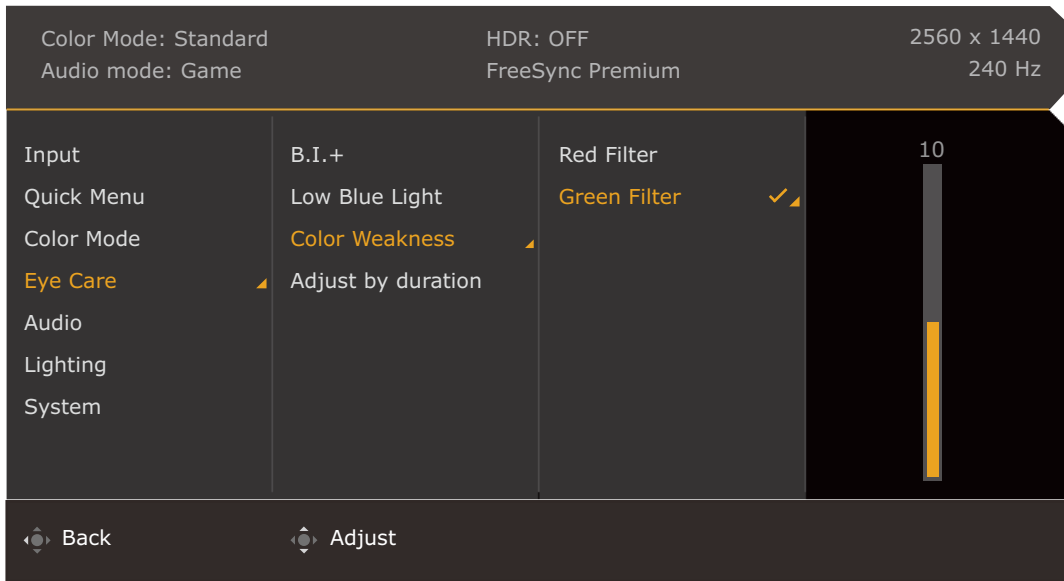 Color Mode: Standard
Audio mode: Game
HDR: OFF
FreeSync Premium
2560 x 1440
240 Hz
Input
Quick Menu
Color Mode
Eye Care
Audio
Lighting
System
B.I.+
Low Blue Light
Color Weakness
Adjust by duration
Red Filter
Green Filter
10
Back
Adjust